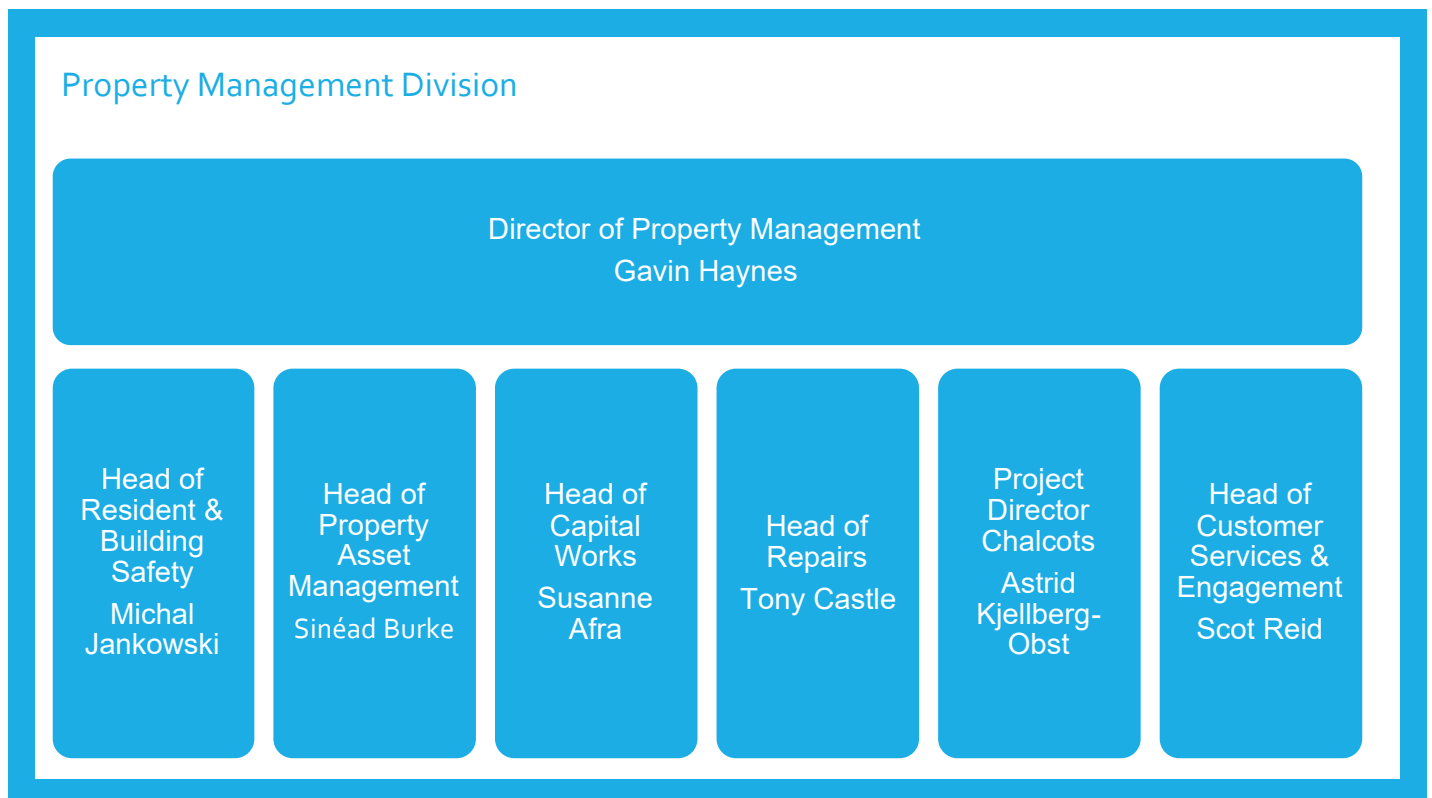 Property Management Division
Director of Property Management
Gavin Haynes
Head of
Resident &
Building
Safety
Michal
Jankowski
Head of
Property
Asset
Management
Sinéad Burke
Head of
Capital
Works
Susanne
Afra
Head of
Repairs
Tony Castle
Project
Director
Chalcots
Astrid
Kjellberg-
Obst
Head of
Customer
Services &
Engagement
Scot Reid